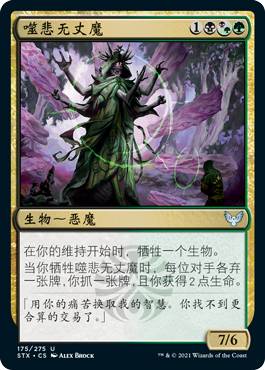 噬悲无丈魔 1
生物～恶魔
在你的维持开始时，牺牲一个生物。
当你牺牲噬悲无丈魔时，每位对手各弃
一张牌，你抓一张牌，且你获得2点生命。
「用你的痛苦换取我的智慧。你找不到更
合算的交易了。」
7/6
175/275 U
STX • CS ALEX BROCK
™ & © 2021 Wizards of the Coast